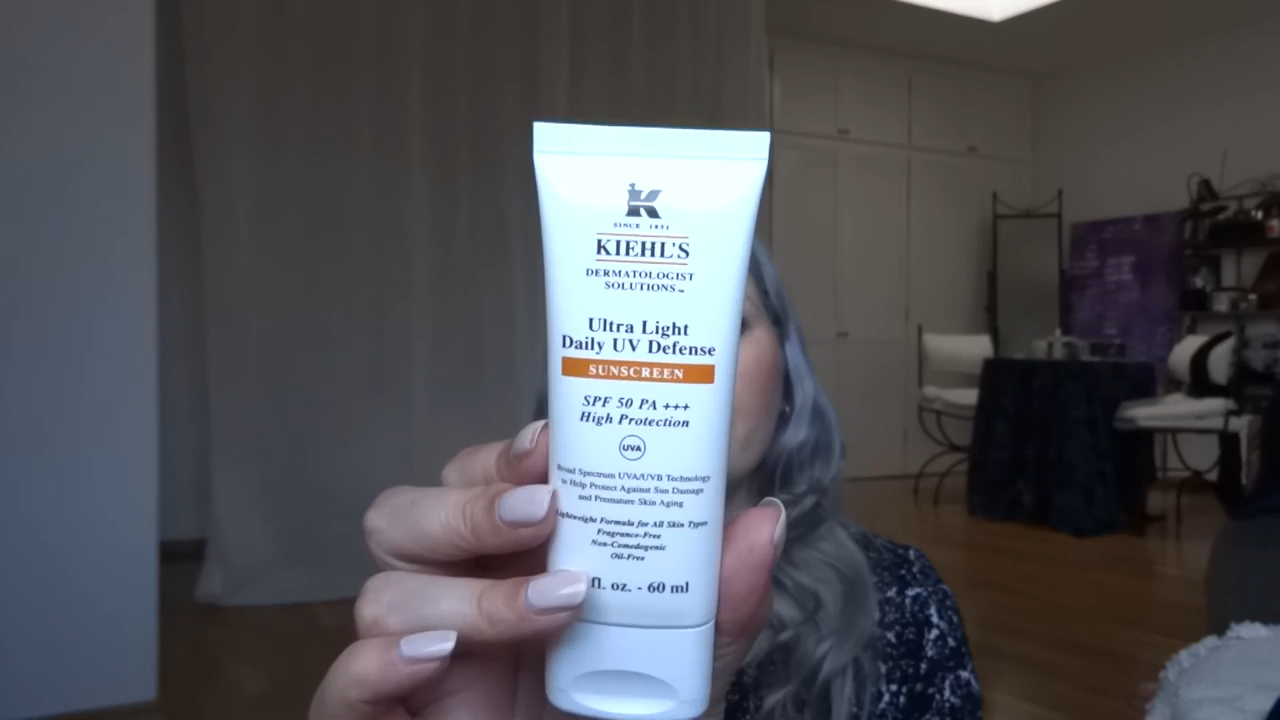 K
SINCE 1851
KIEHL'S
DERMATOLOGIST
SOLUTIONS™
Ultra Light
Daily UV Defense
SUNSCREEN
SPF 50 PA +++
High Protection
UVA
Broad Spectrum UVA/UVB Technology
to Help Protect Against Sun Damage
and Premature Skin Aging
Lightweight Formula for All Skin Types
Fragrance-Free
Non-Comedogenic
Oil-Free
fl. oz. - 60 ml